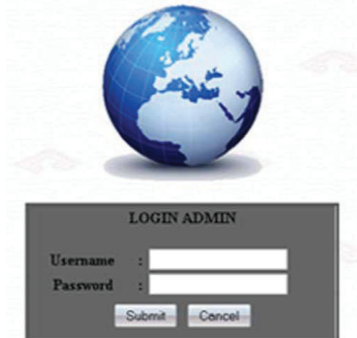 LOGIN ADMIN
Username :
Password :
Submit Cancel